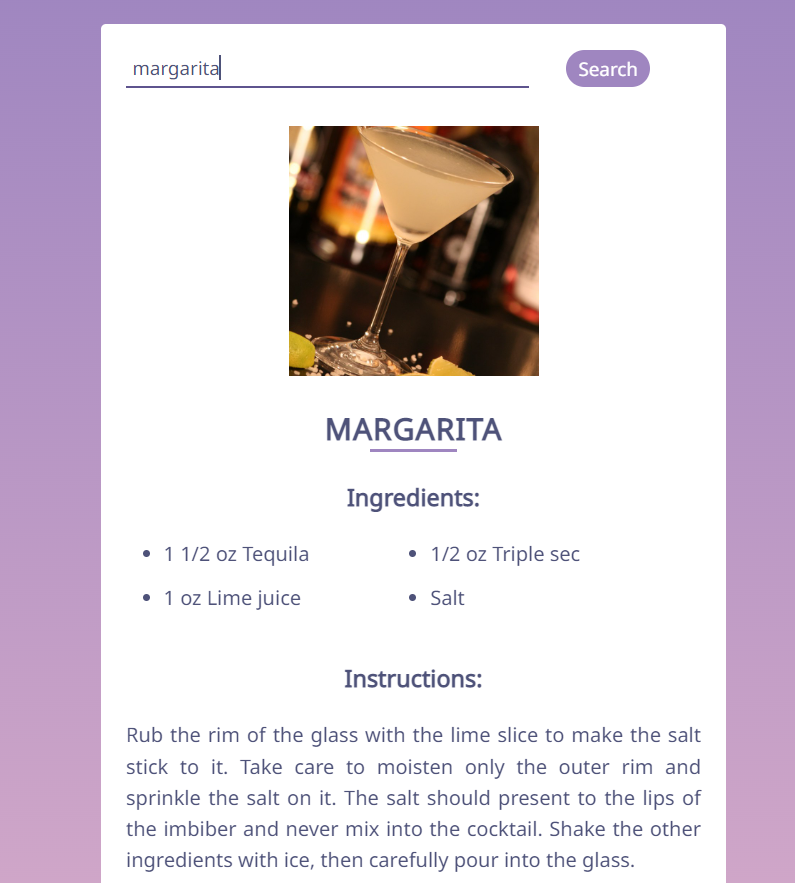 margarita
Search
MARGARITA
Ingredients:
1 1/2 oz Tequila
1/2 oz Triple sec
1 oz Lime juice
Salt
Instructions:
Rub the rim of the glass with the lime slice to make the salt
stick to it. Take care to moisten only the outer rim and
sprinkle the salt on it. The salt should present to the lips of
the imbiber and never mix into the cocktail. Shake the other
ingredients with ice, then carefully pour into the glass.